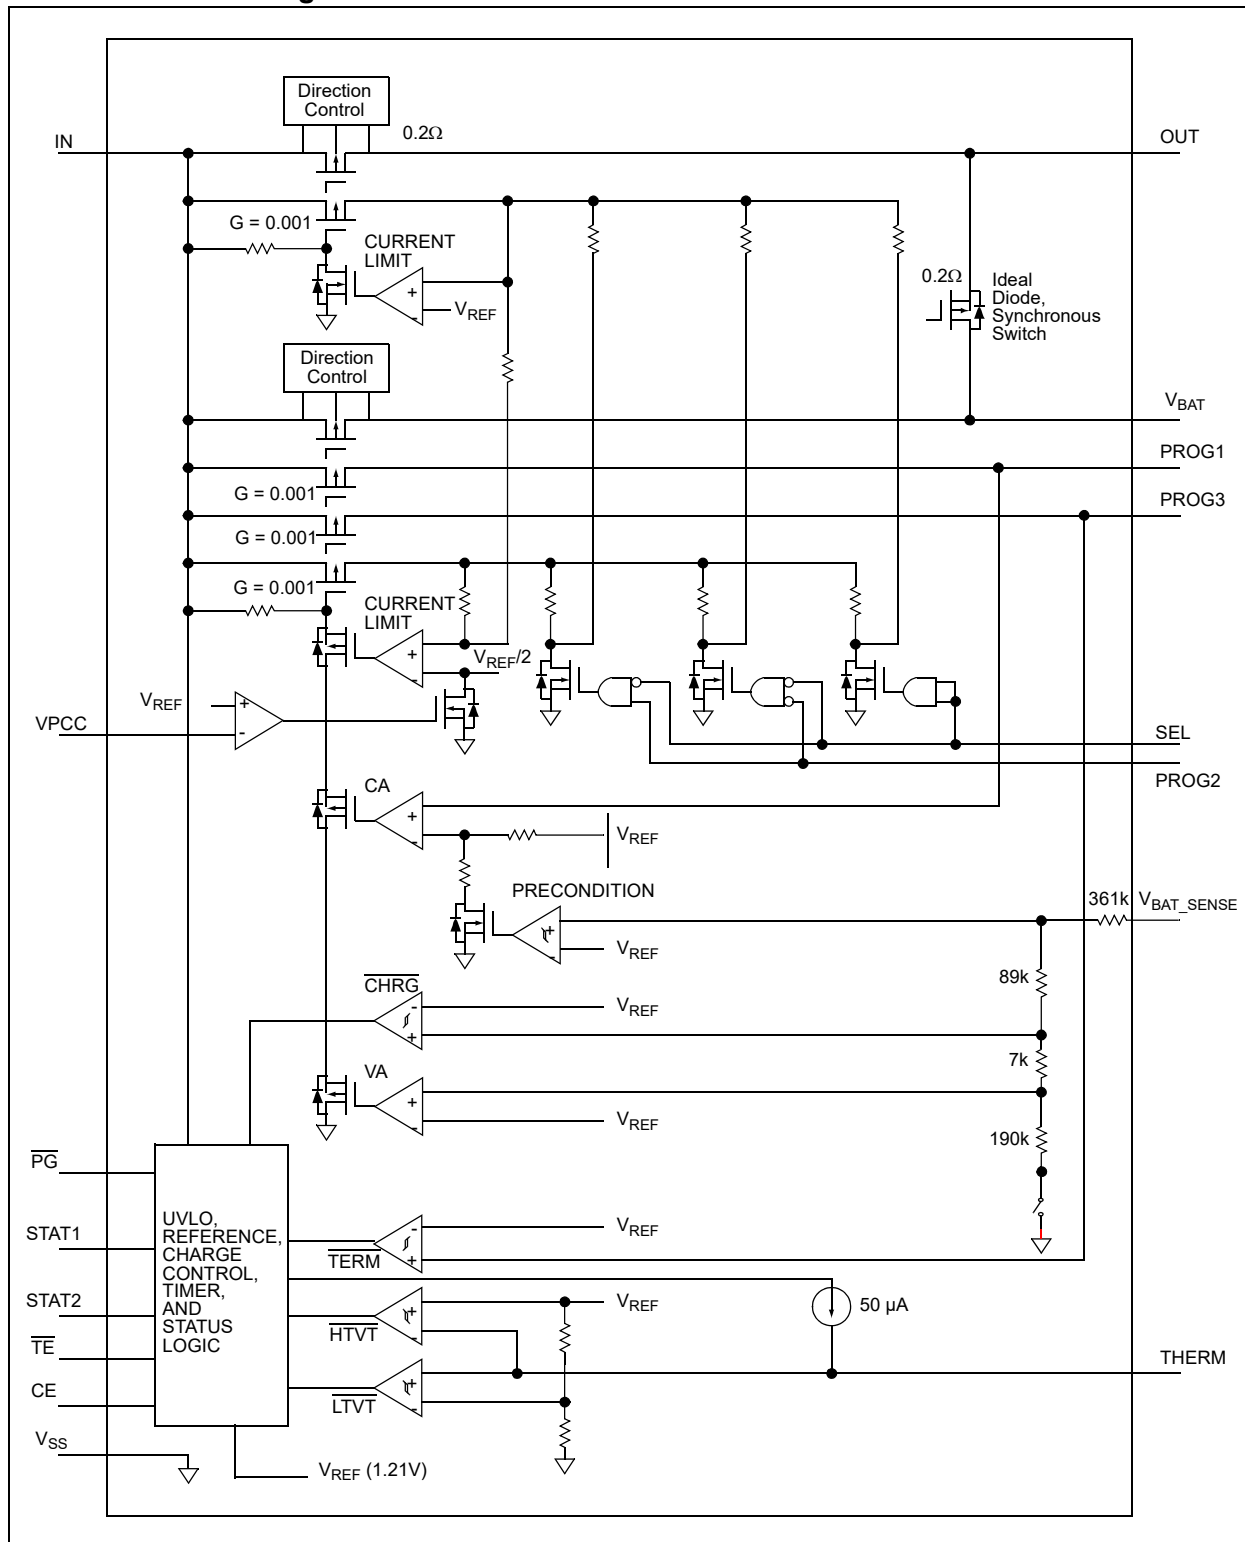 Direction
Control
0.2Ω
IN
OUT
G = 0.001
CURRENT
LIMIT
VREF
0.2Ω
Ideal
Diode,
Synchronous
Switch
Direction
Control
VBAT
PROG1
G = 0.001
PROG3
G = 0.001
G = 0.001
CURRENT
LIMIT
VREF/2
VREF
VPCC
SEL
PROG2
CA
VREF
PRECONDITION
361k
VBAT_SENSE
VREF
89k
CHRG
VREF
7k
VA
VREF
190k
PG
UVLO,
REFERENCE,
CHARGE
CONTROL,
TIMER,
AND
STATUS
LOGIC
STAT1
VREF
TERM
STAT2
VREF
50 µA
HTVT
TE
THERM
CE
LTVT
VSS
VREF (1.21V)